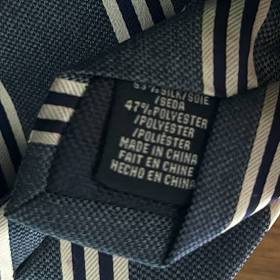 53% SILK/SOIE
/SEDA
47% POLYESTER
/POLYESTER
/POLIÉSTER
MADE IN CHINA
FAIT EN CHINE
HECHO EN CHINA